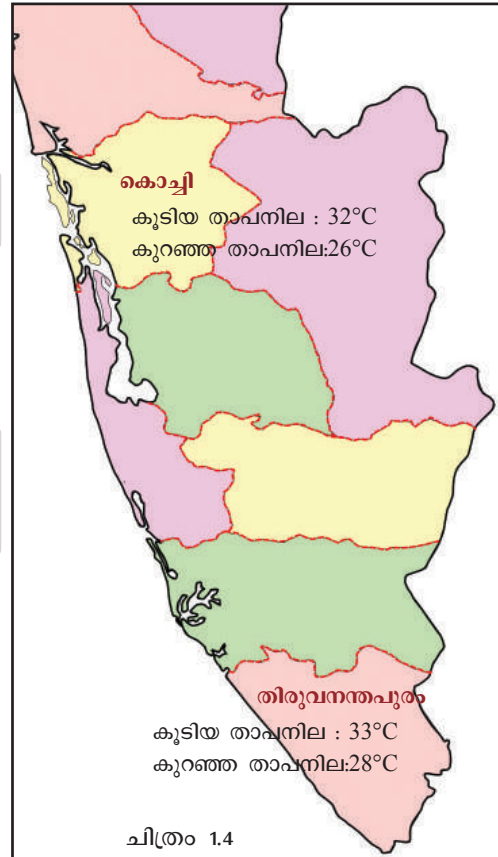 കൊച്ചി
കൂടിയ താപനില : 32°C
കുറഞ്ഞ താപനില:26°C
തിരുവനന്തപുരം
കൂടിയ താപനില : 33°C
കുറഞ്ഞ താപനില:28°C
ചിത്രം 1.4